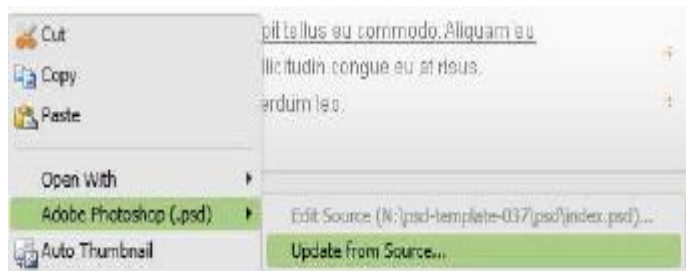 Cut
pit tellus eu commodo. Aliquam eu
Copy
llicitudin congue eu at risus.
Paste
erdum leo.
Open With
Adobe Photoshop (.psd)
Edit Source (N:\psd-template-037\psd\index.psd)...
Auto Thumbnail
Update from Source...